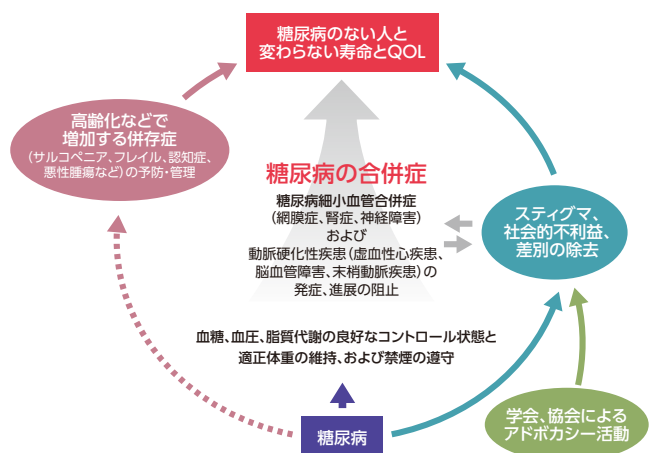 糖尿病のない人と
変わらない寿命とQOL
高齢化などで
増加する併存症
（サルコペニア、フレイル、認知症、
悪性腫瘍など）の予防・管理
糖尿病の合併症
糖尿病細小血管合併症
（網膜症、腎症、神経障害）
および
動脈硬化性疾患（虚血性心疾患、
脳血管障害、末梢動脈疾患）の
発症、進展の阻止
スティグマ、
社会的不利益、
差別の除去
血糖、血圧、脂質代謝の良好なコントロール状態と
適正体重の維持、および禁煙の遵守
糖尿病
学会、協会による
アドボカシー活動